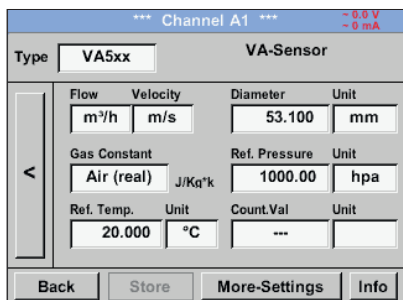 *** Channel A1 ***
~ 0.0 V
~ 0 mA
Type VA5xx VA-Sensor
Flow Velocity Diameter Unit
m³/h m/s 53.100 mm
Gas Constant Ref. Pressure Unit
< Air (real) J/Kg*k 1000.00 hpa
Ref. Temp. Unit Count.Val Unit
20.000 °C ---
Back Store More-Settings Info